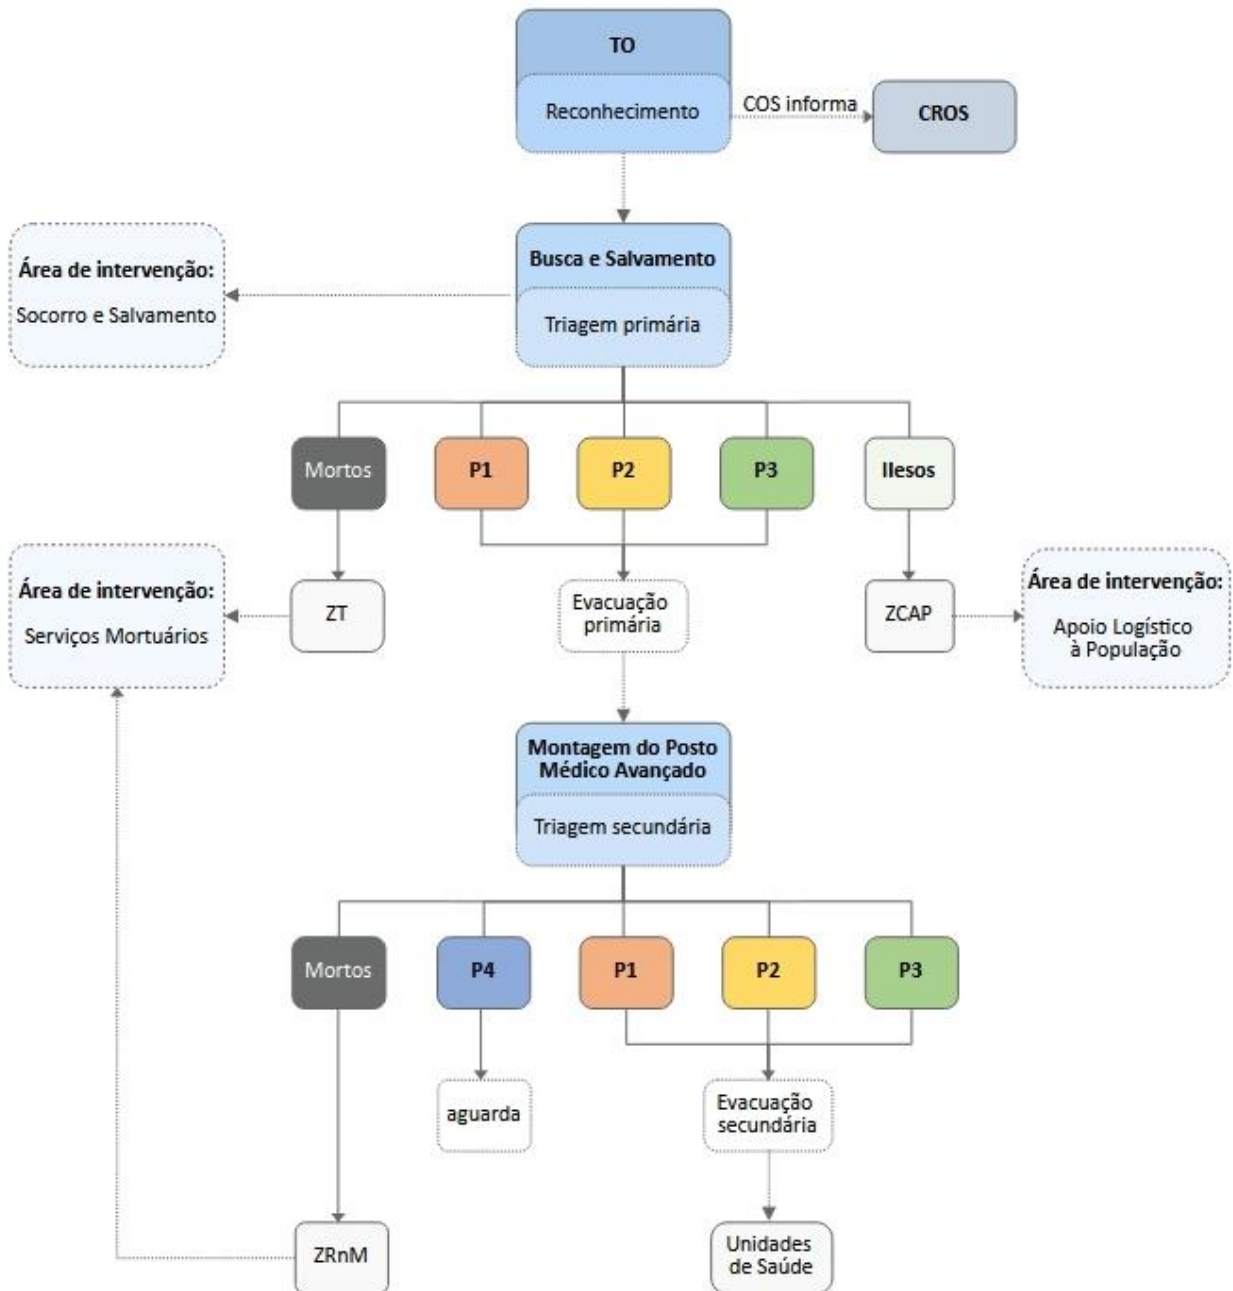 TO
Reconhecimento
COS informa
CROS
Busca e Salvamento
Triagem primária
Área de intervenção:
Socorro e Salvamento
Mortos
P1
P2
P3
Ilesos
Área de intervenção:
Serviços Mortuários
ZT
Evacuação
primária
ZCAP
Área de intervenção:
Apoio Logístico
à População
Montagem do Posto
Médico Avançado
Triagem secundária
Mortos
P4
P1
P2
P3
aguarda
Evacuação
secundária
ZRnM
Unidades
de Saúde